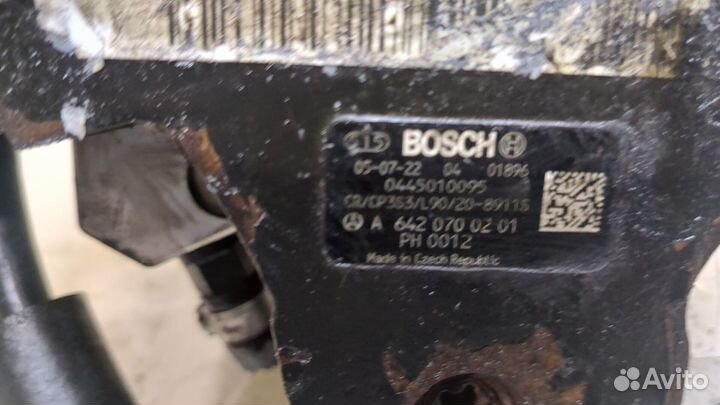 BOSCH
05-07-22 04 01896
0445010095
CR/CP3S3/L90/20-8911S
A 642 070 02 01
PH 0012
Made in Czech Republic
Avito